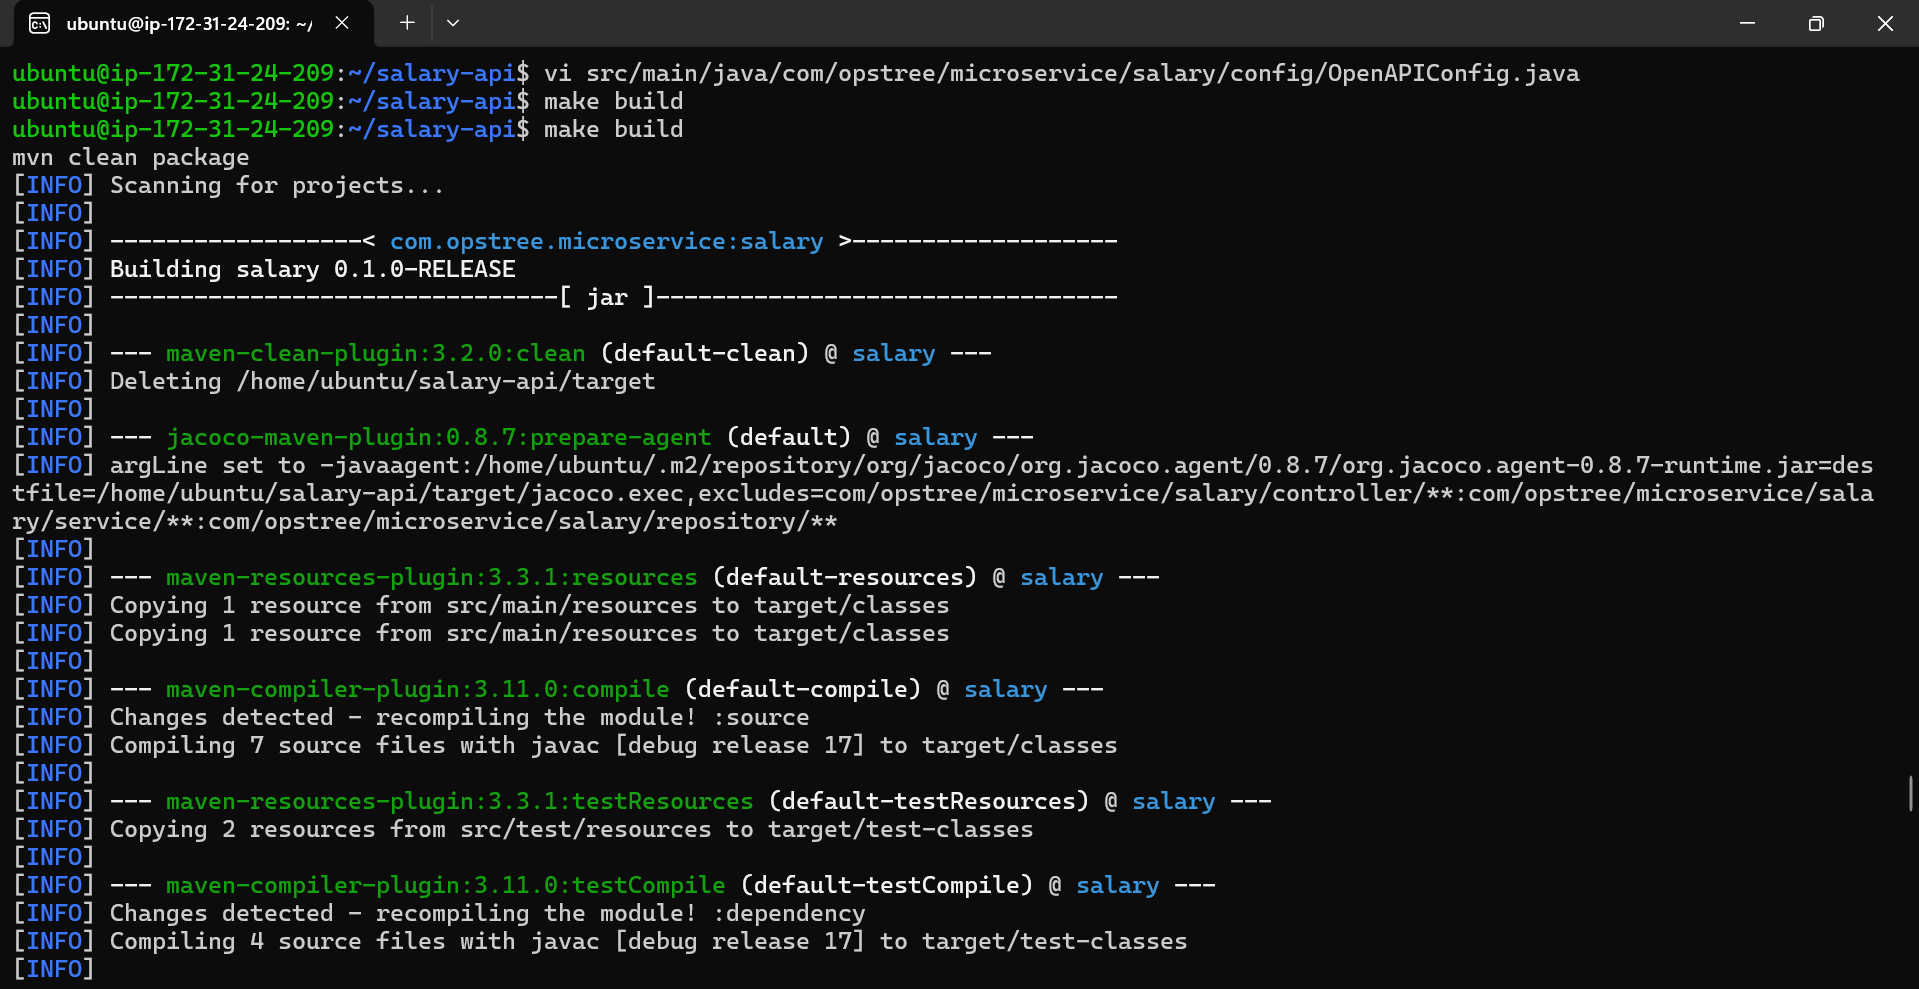 ubuntu@ip-172-31-24-209: ~/
ubuntu@ip-172-31-24-209:~/salary-api$ vi src/main/java/com/opstree/microservice/salary/config/OpenAPIConfig.java
ubuntu@ip-172-31-24-209:~/salary-api$ make build
ubuntu@ip-172-31-24-209:~/salary-api$ make build
mvn clean package
[INFO] Scanning for projects...
[INFO]
[INFO] ------------------< com.opstree.microservice:salary >-------------------
[INFO] Building salary 0.1.0-RELEASE
[INFO] --------------------------------[ jar ]---------------------------------
[INFO]
[INFO] --- maven-clean-plugin:3.2.0:clean (default-clean) @ salary ---
[INFO] Deleting /home/ubuntu/salary-api/target
[INFO]
[INFO] --- jacoco-maven-plugin:0.8.7:prepare-agent (default) @ salary ---
[INFO] argLine set to -javaagent:/home/ubuntu/.m2/repository/org/jacoco/org.jacoco.agent/0.8.7/org.jacoco.agent-0.8.7-runtime.jar=des
tfile=/home/ubuntu/salary-api/target/jacoco.exec,excludes=com/opstree/microservice/salary/controller/**:com/opstree/microservice/sala
ry/service/**:com/opstree/microservice/salary/repository/**
[INFO]
[INFO] --- maven-resources-plugin:3.3.1:resources (default-resources) @ salary ---
[INFO] Copying 1 resource from src/main/resources to target/classes
[INFO] Copying 1 resource from src/main/resources to target/classes
[INFO]
[INFO] --- maven-compiler-plugin:3.11.0:compile (default-compile) @ salary ---
[INFO] Changes detected - recompiling the module! :source
[INFO] Compiling 7 source files with javac [debug release 17] to target/classes
[INFO]
[INFO] --- maven-resources-plugin:3.3.1:testResources (default-testResources) @ salary ---
[INFO] Copying 2 resources from src/test/resources to target/test-classes
[INFO]
[INFO] --- maven-compiler-plugin:3.11.0:testCompile (default-testCompile) @ salary ---
[INFO] Changes detected - recompiling the module! :dependency
[INFO] Compiling 4 source files with javac [debug release 17] to target/test-classes
[INFO]